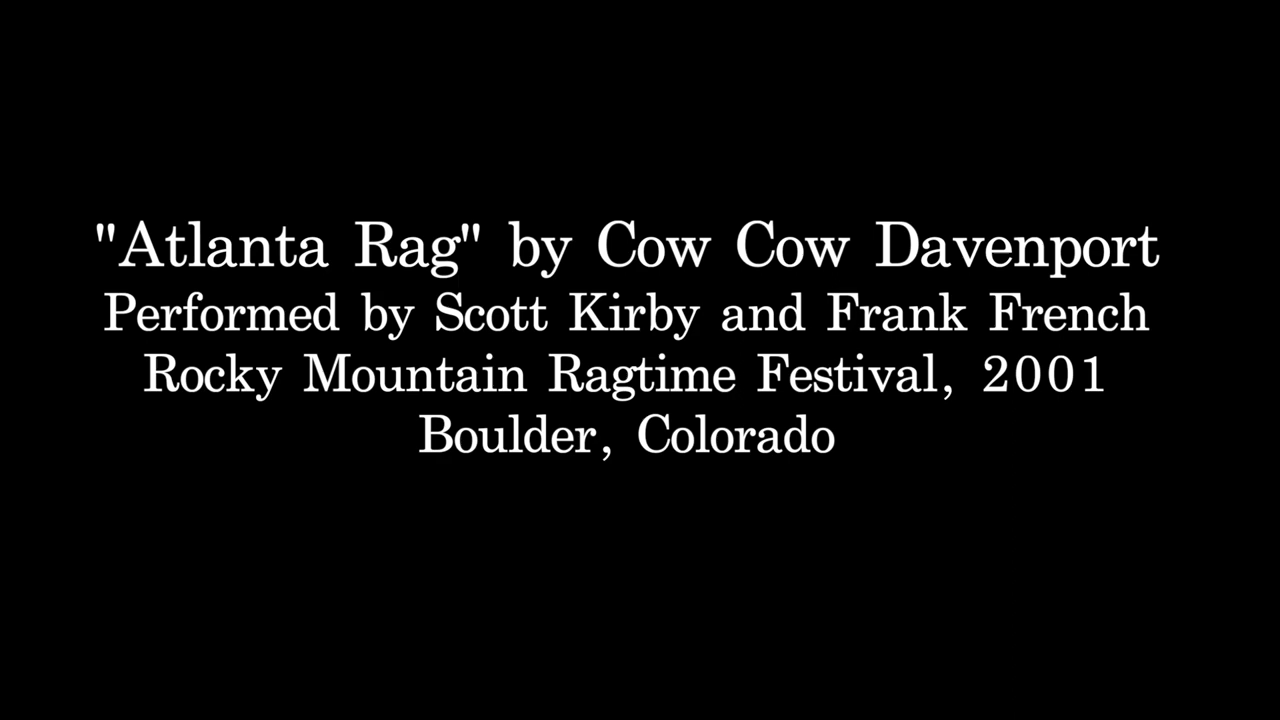 "Atlanta Rag" by Cow Cow Davenport
Performed by Scott Kirby and Frank French
Rocky Mountain Ragtime Festival, 2001
Boulder, Colorado